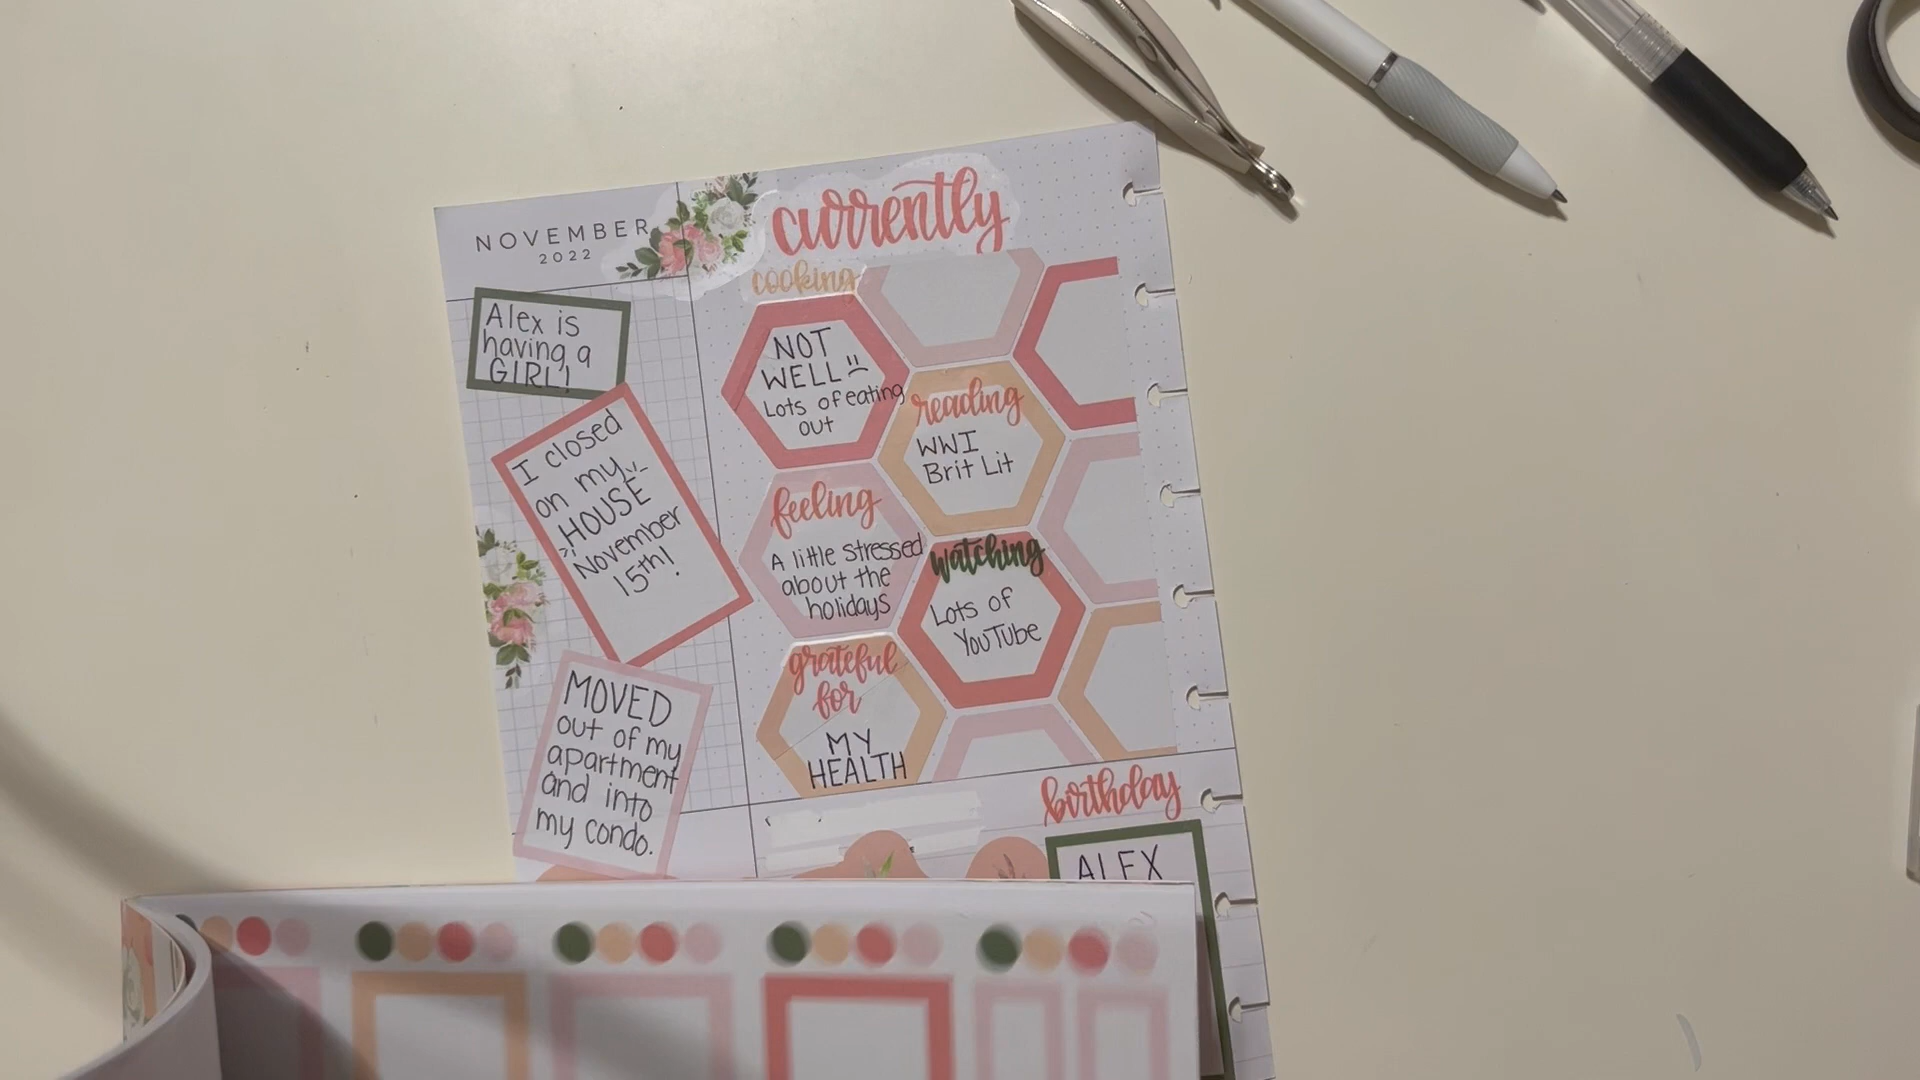 NOVEMBER
2022
currently
Alex is
having a
GIRL!
I closed
on my
HOUSE
November
15th!
MOVED
out of my
apartment
and into
my condo.
cooking
NOT
WELL
Lots of eating
out
reading
WWI
Brit Lit
feeling
A little stressed
about the
holidays
watching
Lots of
YouTube
grateful
for
MY
HEALTH
birthday
ALEX